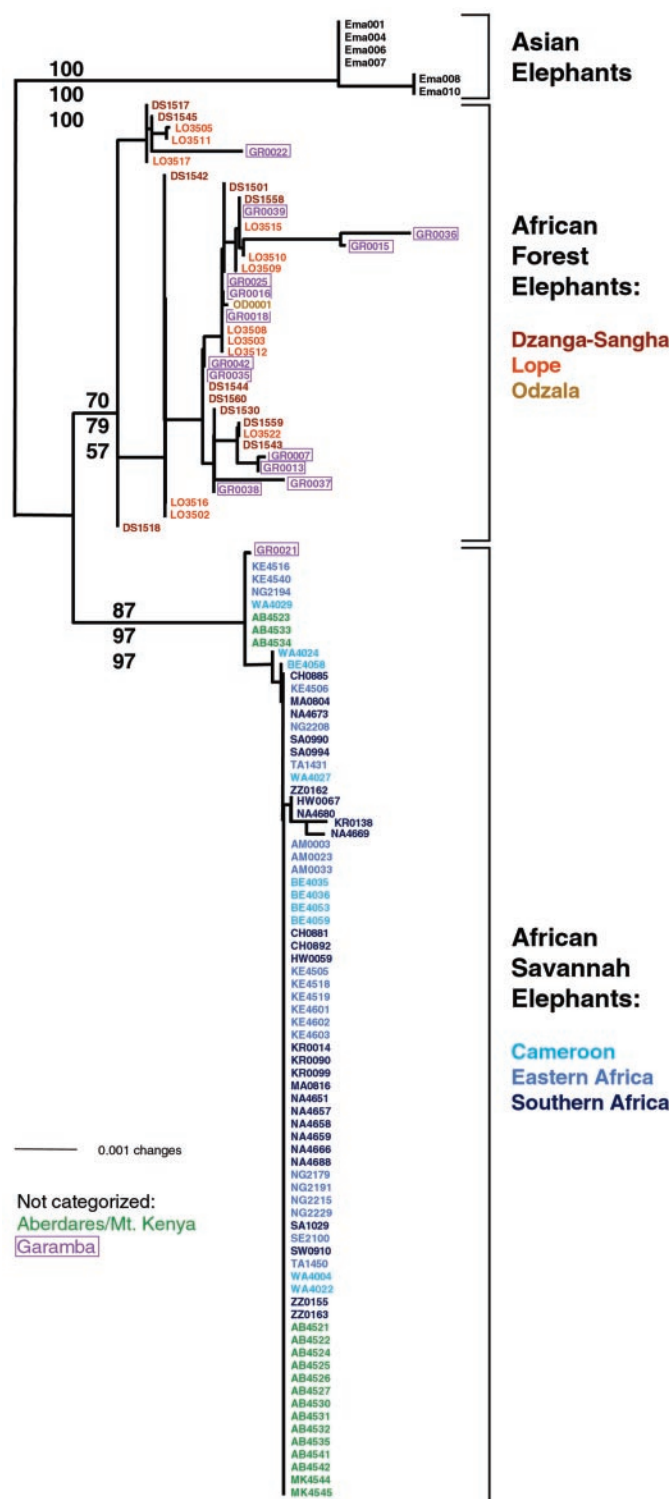 Ema001
Ema004
Ema006
Ema007
Ema008
Ema010
Asian
Elephants
100
100
100
DS1517
DS1545
LO3505
LO3511
GR0022
LO3517
DS1542
DS1501
DS1558
GR0039
LO3515
GR0036
GR0015
LO3510
LO3509
GR0025
GR0016
OD0001
GR0018
LO3508
LO3503
LO3512
GR0042
GR0035
DS1544
DS1560
DS1530
DS1559
LO3522
DS1543
GR0007
GR0013
GR0037
GR0038
LO3516
LO3502
DS1518
African
Forest
Elephants:
Dzanga-Sangha
Lope
Odzala
70
79
57
GR0021
KE4516
KE4540
NG2194
WA4029
AB4523
AB4533
AB4534
87
97
97
WA4024
BE4058
CH0885
KE4506
MA0804
NA4673
NG2208
SA0990
SA0994
TA1431
WA4027
ZZ0162
HW0067
NA4680
KR0138
NA4669
AM0003
AM0023
AM0033
BE4035
BE4036
BE4053
BE4059
CH0881
CH0892
HW0059
KE4505
KE4518
KE4519
KE4601
KE4602
KE4603
KR0014
KR0090
KR0099
MA0816
NA4651
NA4657
NA4658
NA4659
NA4666
NA4688
NG2179
NG2191
NG2215
NG2229
SA1029
SE2100
SW0910
TA1450
WA4004
WA4022
ZZ0155
ZZ0163
AB4521
AB4522
AB4524
AB4525
AB4526
AB4527
AB4530
AB4531
AB4532
AB4535
AB4541
AB4542
MK4544
MK4545
African
Savannah
Elephants:
Cameroon
Eastern Africa
Southern Africa
0.001 changes
Not categorized:
Aberdares/Mt. Kenya
Garamba